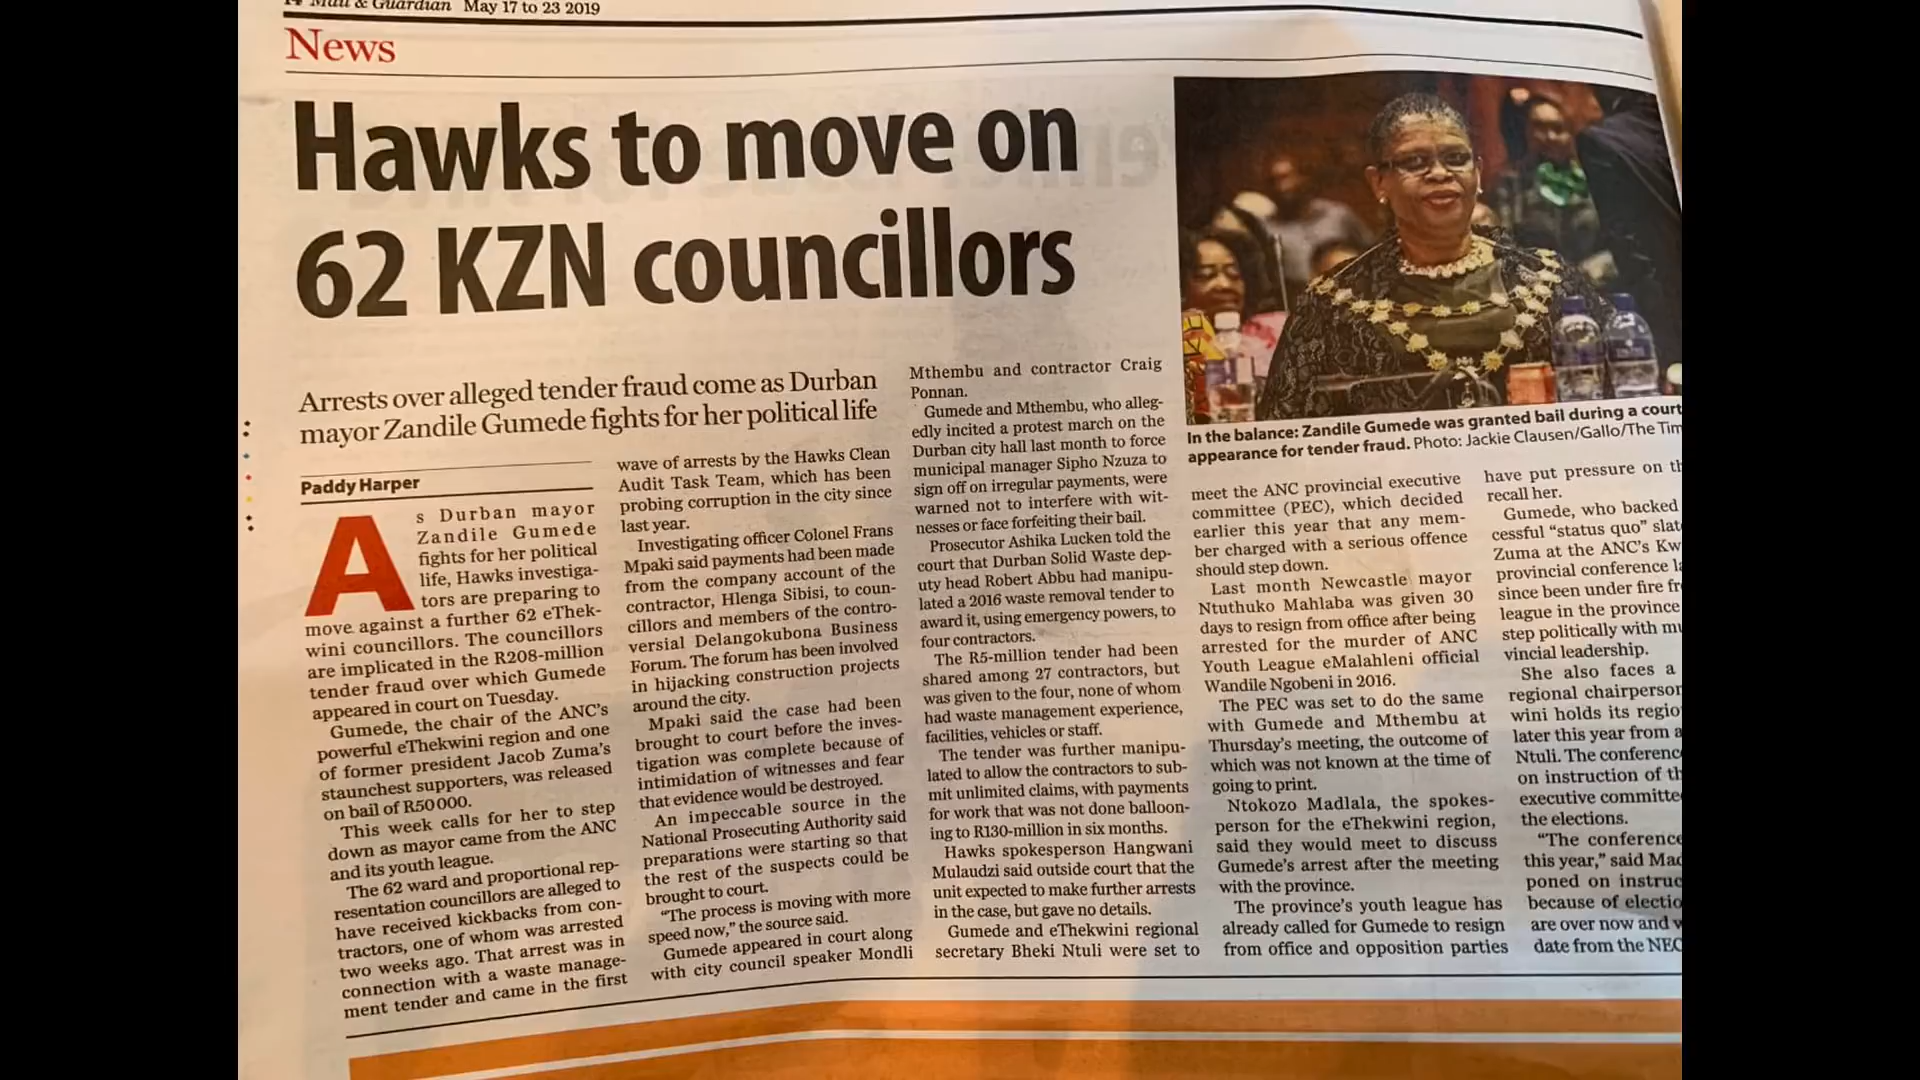 14 Mail & Guardian May 17 to 23 2019
News
Hawks to move on
62 KZN councillors
Arrests over alleged tender fraud come as Durban
mayor Zandile Gumede fights for her political life
Paddy Harper
As Durban mayor
Zandile Gumede
fights for her political
life, Hawks investiga-
tors are preparing to
move against a further 62 eThek-
wini councillors. The councillors
are implicated in the R208-million
tender fraud over which Gumede
appeared in court on Tuesday.
Gumede, the chair of the ANC's
powerful eThekwini region and one
of former president Jacob Zuma's
staunchest supporters, was released
on bail of R50 000.
This week calls for her to step
down as mayor came from the ANC
and its youth league.
The 62 ward and proportional rep-
resentation councillors are alleged to
have received kickbacks from con-
tractors, one of whom was arrested
two weeks ago. That arrest was in
connection with a waste manage-
ment tender and came in the first
wave of arrests by the Hawks Clean
Audit Task Team, which has been
probing corruption in the city since
last year.
Investigating officer Colonel Frans
Mpaki said payments had been made
from the company account of the
contractor, Hlenga Sibisi, to coun-
cillors and members of the contro-
versial Delangokubona Business
Forum. The forum has been involved
in hijacking construction projects
around the city.
Mpaki said the case had been
brought to court before the inves-
tigation was complete because of
intimidation of witnesses and fear
that evidence would be destroyed.
An impeccable source in the
National Prosecuting Authority said
preparations were starting so that
the rest of the suspects could be
brought to court.
"The process is moving with more
speed now," the source said.
Gumede appeared in court along
with city council speaker Mondli
Mthembu and contractor Craig
Ponnan.
Gumede and Mthembu, who alleg-
edly incited a protest march on the
Durban city hall last month to force
municipal manager Sipho Nzuza to
sign off on irregular payments, were
warned not to interfere with wit-
nesses or face forfeiting their bail.
Prosecutor Ashika Lucken told the
court that Durban Solid Waste dep-
uty head Robert Abbu had manipu-
lated a 2016 waste removal tender to
award it, using emergency powers, to
four contractors.
The R5-million tender had been
shared among 27 contractors, but
was given to the four, none of whom
had waste management experience,
facilities, vehicles or staff.
The tender was further manipu-
lated to allow the contractors to sub-
mit unlimited claims, with payments
for work that was not done balloon-
ing to R130-million in six months.
Hawks spokesperson Hangwani
Mulaudzi said outside court that the
unit expected to make further arrests
in the case, but gave no details.
Gumede and eThekwini regional
secretary Bheki Ntuli were set to
In the balance: Zandile Gumede was granted bail during a court
appearance for tender fraud. Photo: Jackie Clausen/Gallo/The Tim
meet the ANC provincial executive
committee (PEC), which decided
earlier this year that any mem-
ber charged with a serious offence
should step down.
Last month Newcastle mayor
Ntuthuko Mahlaba was given 30
days to resign from office after being
arrested for the murder of ANC
Youth League eMalahleni official
Wandile Ngobeni in 2016.
The PEC was set to do the same
with Gumede and Mthembu at
Thursday's meeting, the outcome of
which was not known at the time of
going to print.
Ntokozo Madlala, the spokes-
person for the eThekwini region,
said they would meet to discuss
Gumede's arrest after the meeting
with the province.
The province's youth league has
already called for Gumede to resign
from office and opposition parties
have put pressure on th
recall her.
Gumede, who backed
cessful "status quo" slat
Zuma at the ANC's Kw
provincial conference la
since been under fire fr
league in the province
step politically with mu
vincial leadership.
She also faces a
regional chairperson
wini holds its regio
later this year from a
Ntuli. The conferenc
on instruction of th
executive committe
the elections.
"The conference
this year," said Mad
poned on instruc
because of electio
are over now and w
date from the NEC